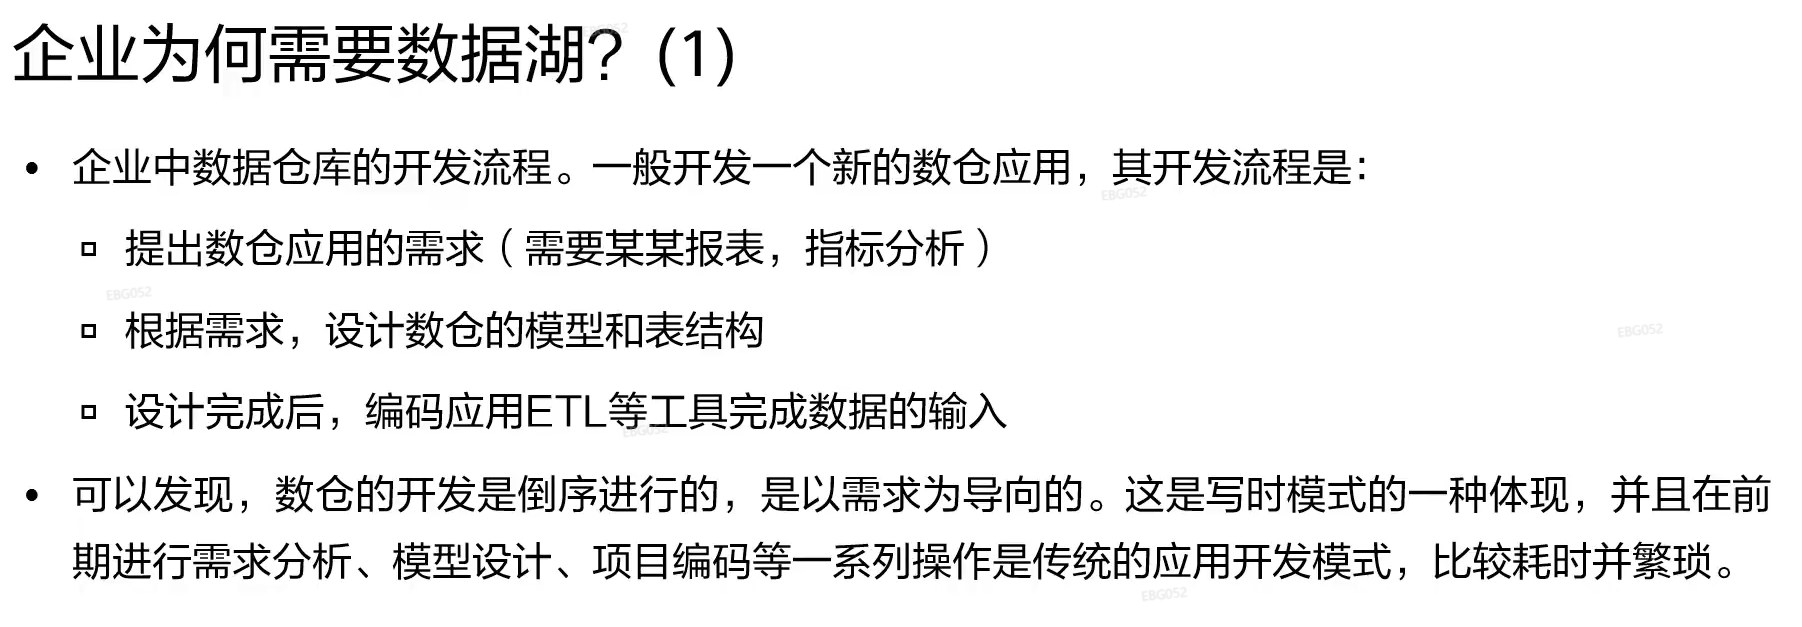 企业为何需要数据湖？(1)
• 企业中数据仓库的开发流程。一般开发一个新的数仓应用，其开发流程是：
▫ 提出数仓应用的需求（需要某某报表，指标分析）
▫ 根据需求，设计数仓的模型和表结构
▫ 设计完成后，编码应用ETL等工具完成数据的输入
• 可以发现，数仓的开发是倒序进行的，是以需求为导向的。这是写时模式的一种体现，并且在前
期进行需求分析、模型设计、项目编码等一系列操作是传统的应用开发模式，比较耗时并繁琐。
EBG052
EBG052
EBG052
EBG052
EBG052
EBG052